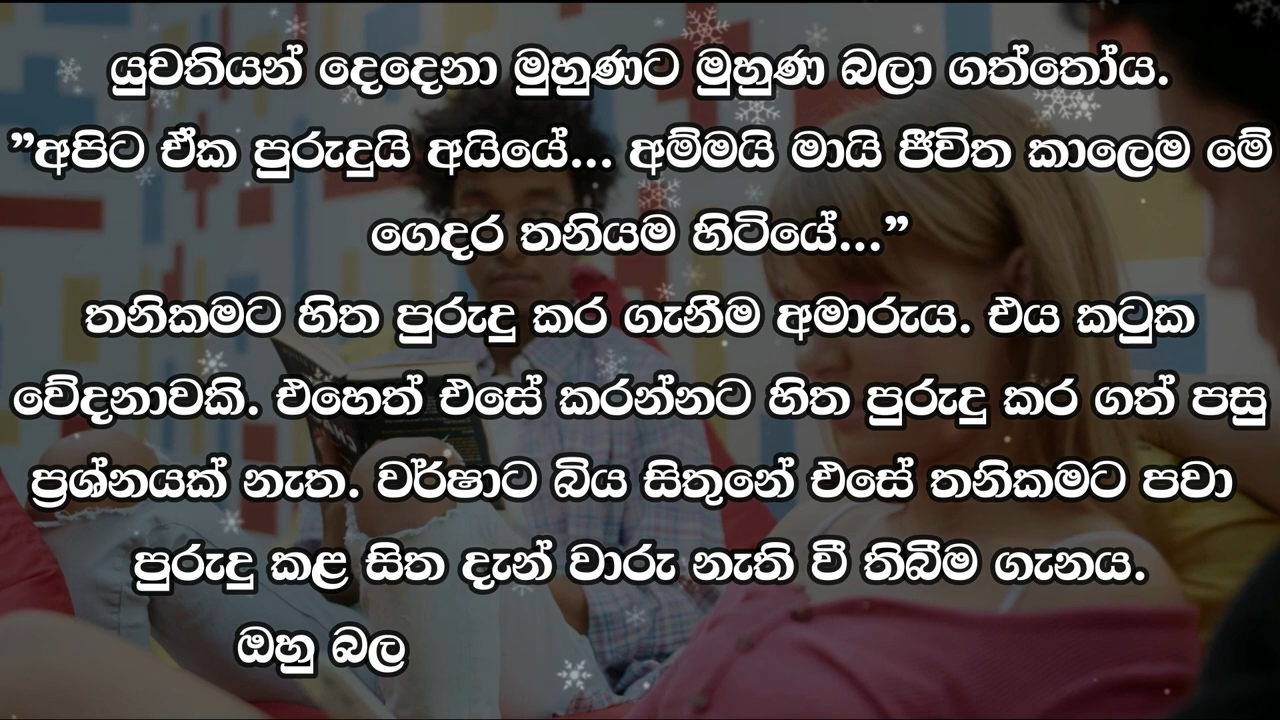 යුවතියන් දෙදෙනා මුහුණට මුහුණ බලා ගත්තෝය.
”අපිට ඒක පුරුදුයි අයියේ... අම්මයි මායි ජීවිත කාලෙම මේ
ගෙදර තනියම හිටියේ...”
තනිකමට හිත පුරුදු කර ගැනීම අමාරුය. එය කටුක
වේදනාවකි. එහෙත් එසේ කරන්නට හිත පුරුදු කර ගත් පසු
ප්‍රශ්නයක් නැත. වර්ෂාට බිය සිතුනේ එසේ තනිකමට පවා
පුරුදු කළ සිත දැන් වාරු නැති වී තිබීම ගැනය.
ඔහු බල